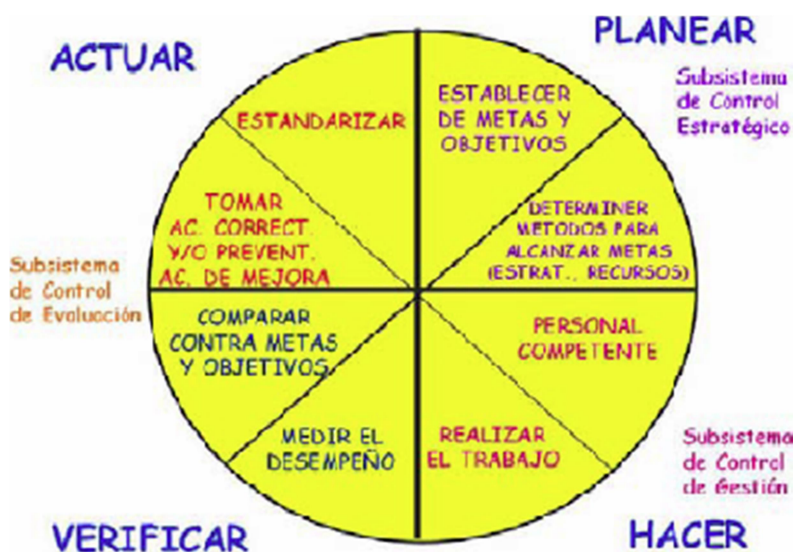 ACTUAR
PLANEAR
Subsistema
de Control
Estratégico
ESTANDARIZAR
ESTABLECER
DE METAS Y
OBJETIVOS
TOMAR
AC. CORRECT.
Y/O PREVENT.
AC. DE MEJORA
DETERMINER
METODOS PARA
ALCANZAR METAS
(ESTRAT., RECURSOS)
Subsistema
de Control
de Evaluación
COMPARAR
CONTRA METAS
Y OBJETIVOS
PERSONAL
COMPETENTE
MEDIR EL
DESEMPEÑO
REALIZAR
EL TRABAJO
Subsistema
de Control
de Gestión
VERIFICAR
HACER